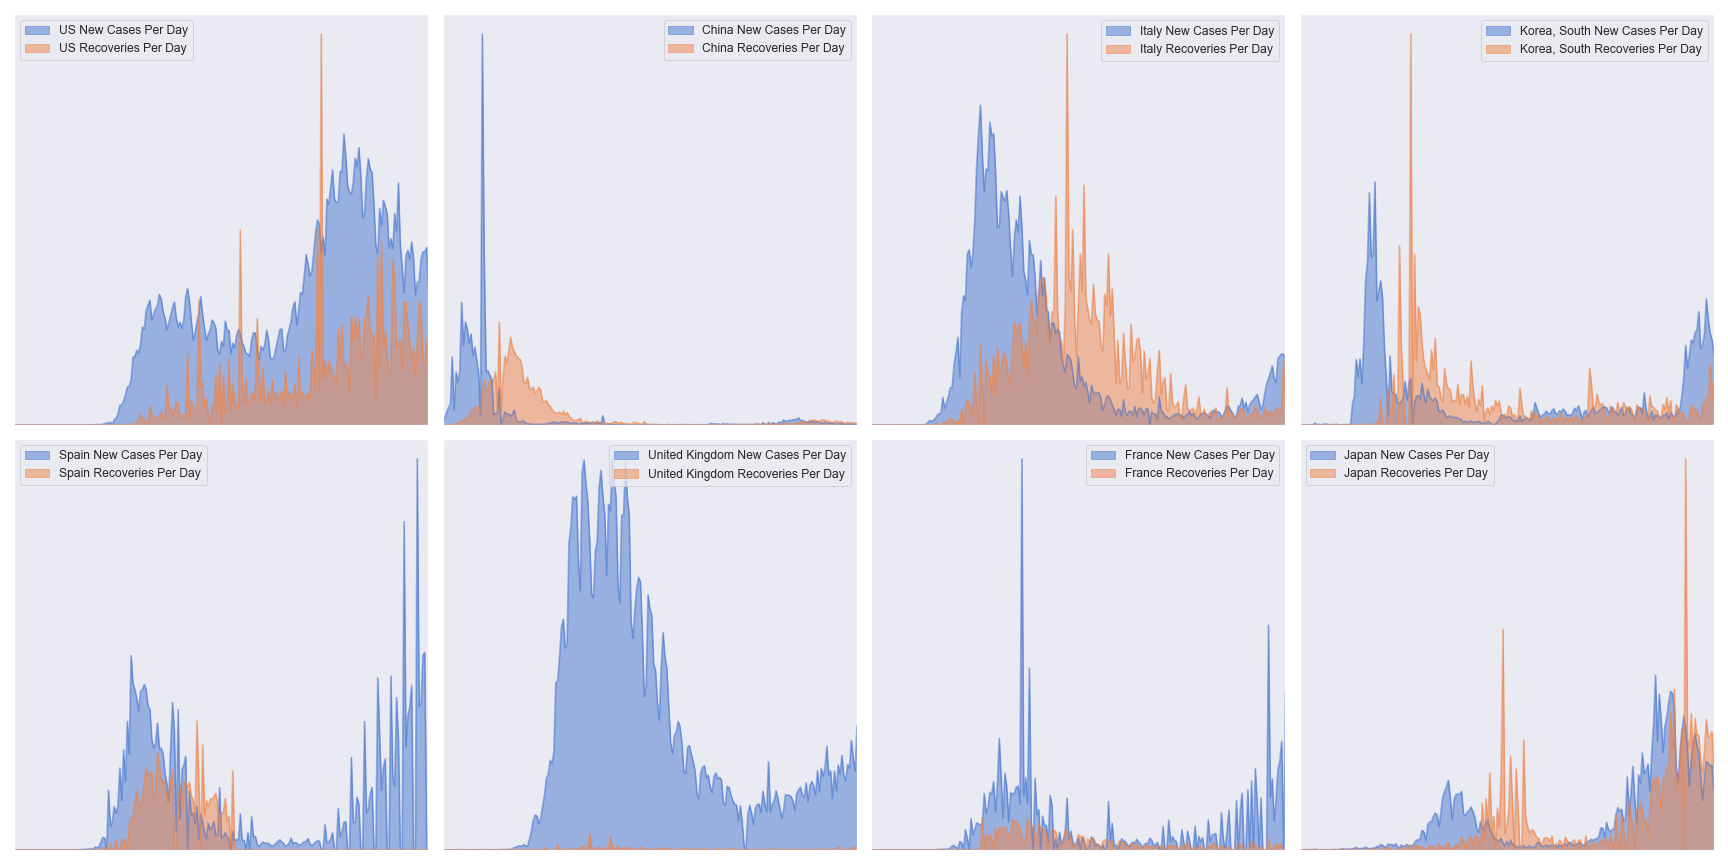 US New Cases Per Day
US Recoveries Per Day
China New Cases Per Day
China Recoveries Per Day
Italy New Cases Per Day
Italy Recoveries Per Day
Korea, South New Cases Per Day
Korea, South Recoveries Per Day
Spain New Cases Per Day
Spain Recoveries Per Day
United Kingdom New Cases Per Day
United Kingdom Recoveries Per Day
France New Cases Per Day
France Recoveries Per Day
Japan New Cases Per Day
Japan Recoveries Per Day